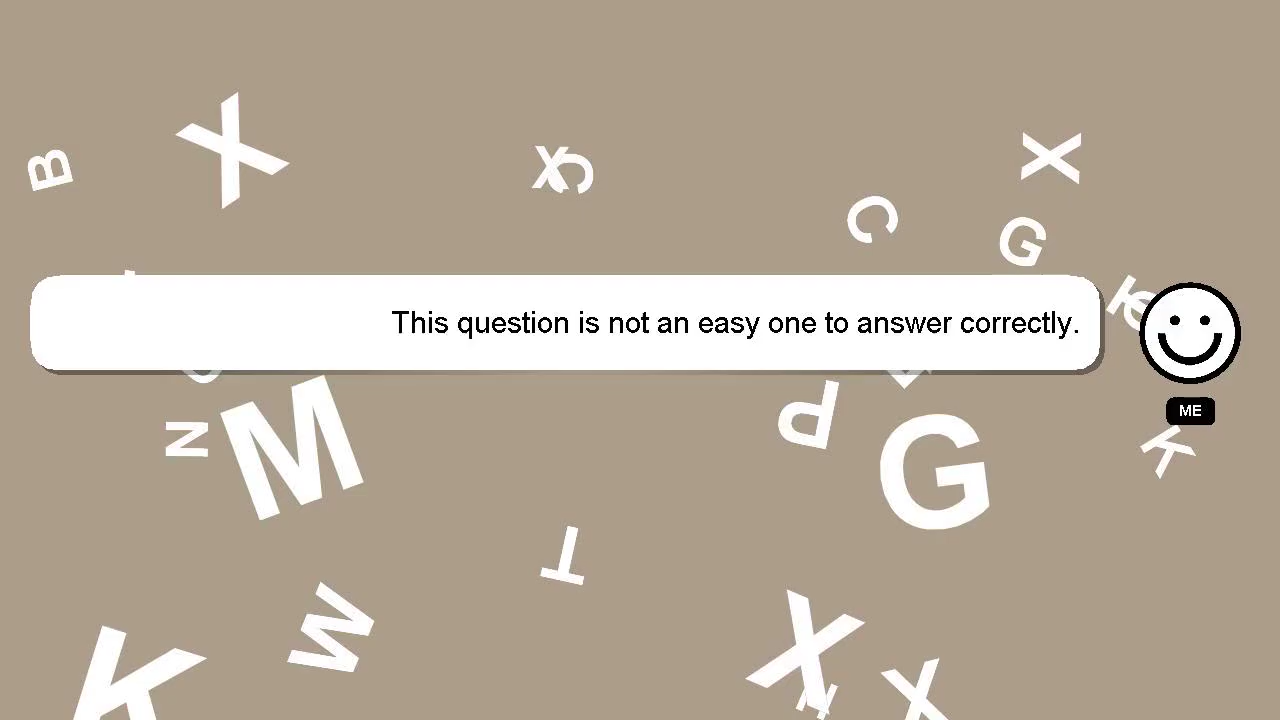 B
X
X
C
X
C
G
K
e
This question is not an easy one to answer correctly.
ME
N
M
P
G
K
T
W
K
X
X